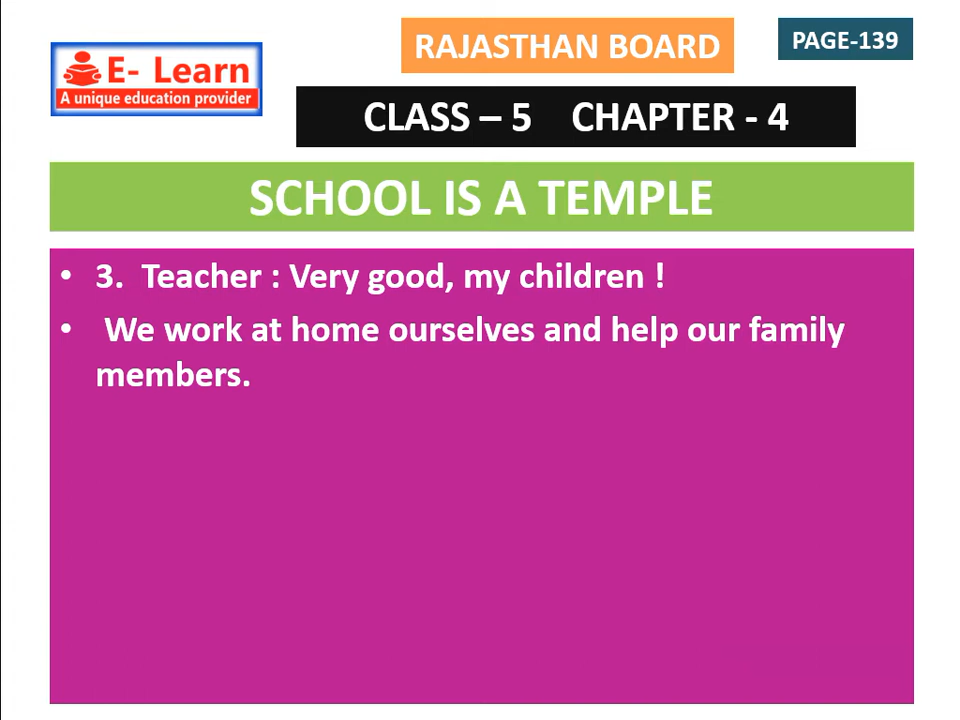 RAJASTHAN BOARD
PAGE-139
E- Learn
A unique education provider
CLASS – 5 CHAPTER - 4
SCHOOL IS A TEMPLE
• 3. Teacher : Very good, my children !
• We work at home ourselves and help our family
members.